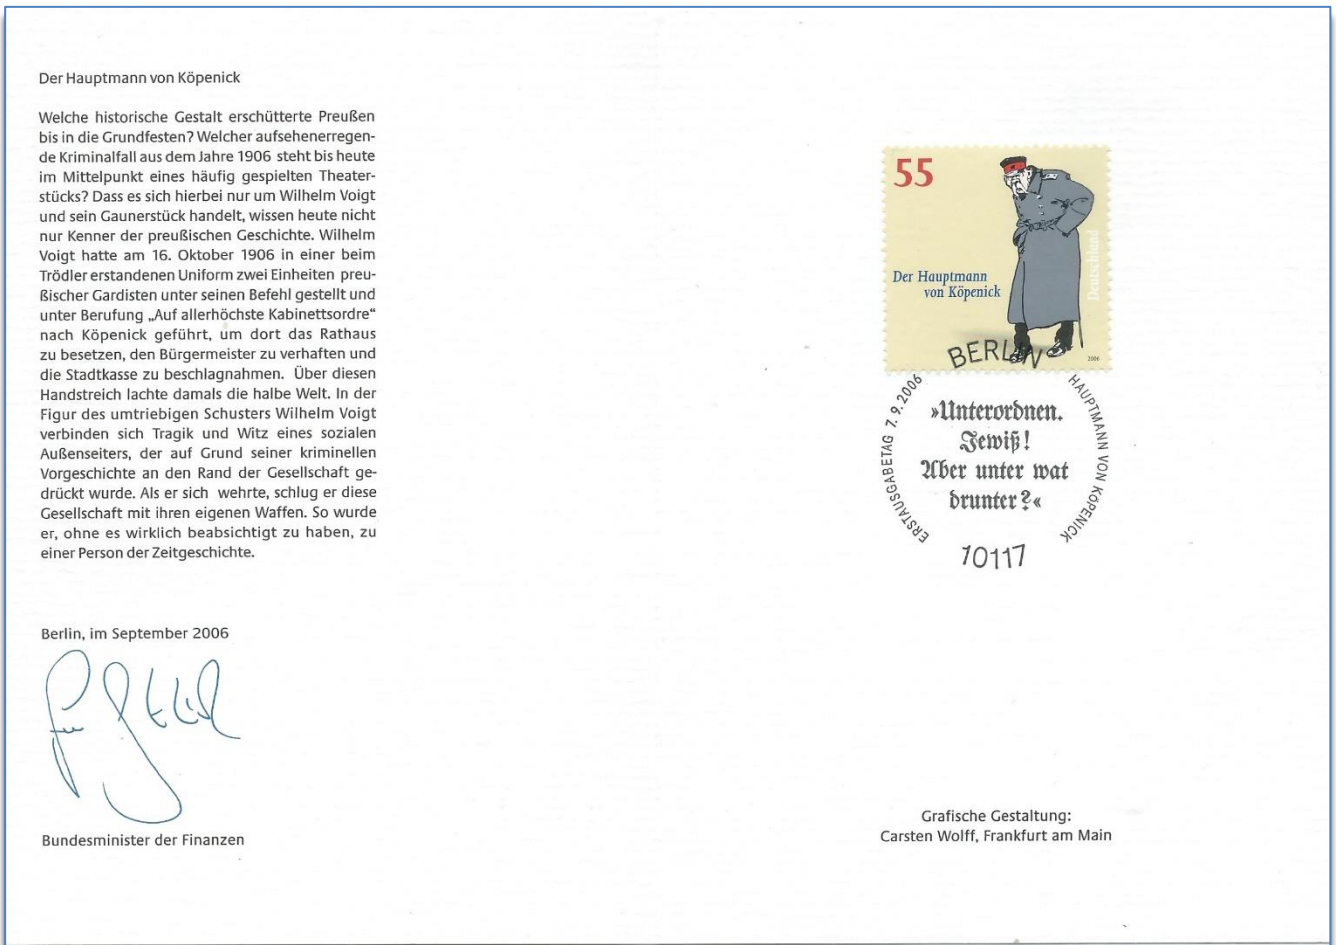 Der Hauptmann von Köpenick
Welche historische Gestalt erschütterte Preußen
bis in die Grundfesten? Welcher aufsehenerregen-
de Kriminalfall aus dem Jahre 1906 steht bis heute
im Mittelpunkt eines häufig gespielten Theater-
stücks? Dass es sich hierbei nur um Wilhelm Voigt
und sein Gaunerstück handelt, wissen heute nicht
nur Kenner der preußischen Geschichte. Wilhelm
Voigt hatte am 16. Oktober 1906 in einer beim
Trödler erstandenen Uniform zwei Einheiten preu-
ßischer Gardisten unter seinen Befehl gestellt und
unter Berufung „Auf allerhöchste Kabinettsordre“
nach Köpenick geführt, um dort das Rathaus
zu besetzen, den Bürgermeister zu verhaften und
die Stadtkasse zu beschlagnahmen. Über diesen
Handstreich lachte damals die halbe Welt. In der
Figur des umtriebigen Schusters Wilhelm Voigt
verbinden sich Tragik und Witz eines sozialen
Außenseiters, der auf Grund seiner kriminellen
Vorgeschichte an den Rand der Gesellschaft ge-
drückt wurde. Als er sich wehrte, schlug er diese
Gesellschaft mit ihren eigenen Waffen. So wurde
er, ohne es wirklich beabsichtigt zu haben, zu
einer Person der Zeitgeschichte.
Berlin, im September 2006
Bundesminister der Finanzen
55
Der Hauptmann
von Köpenick
Deutschland
2006
BERLIN
ERSTAUSGABETAG 7.9.2006
HAUPTMANN VON KÖPENICK
»Unterordnen.
Jewiß!
Aber unter wat
drunter?«
10117
Grafische Gestaltung:
Carsten Wolff, Frankfurt am Main